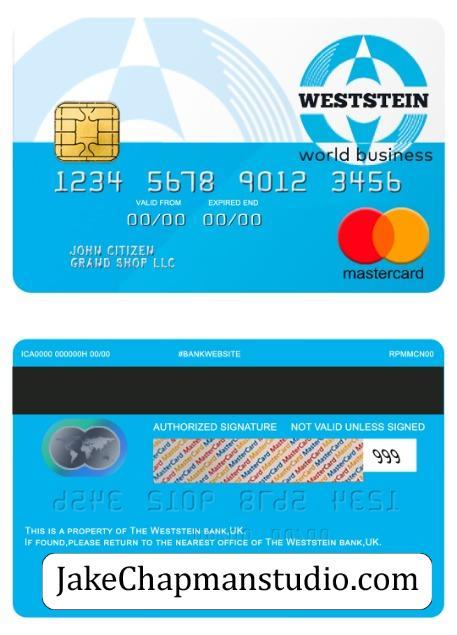 WESTSTEIN
world business
1234 5678 9012 3456
VALID FROM EXPIRED END
00/00 00/00
JOHN CITIZEN
GRAND SHOP LLC
mastercard
ICA0000 000000H 00/00 #BANKWEBSITE RPMMCN00
AUTHORIZED SIGNATURE NOT VALID UNLESS SIGNED
MasterCard MasterCard MasterCard
999
THIS IS A PROPERTY OF THE WESTSTEIN BANK,UK.
IF FOUND,PLEASE RETURN TO THE NEAREST OFFICE OF THE WESTSTEIN BANK,UK.
JakeChapmanstudio.com